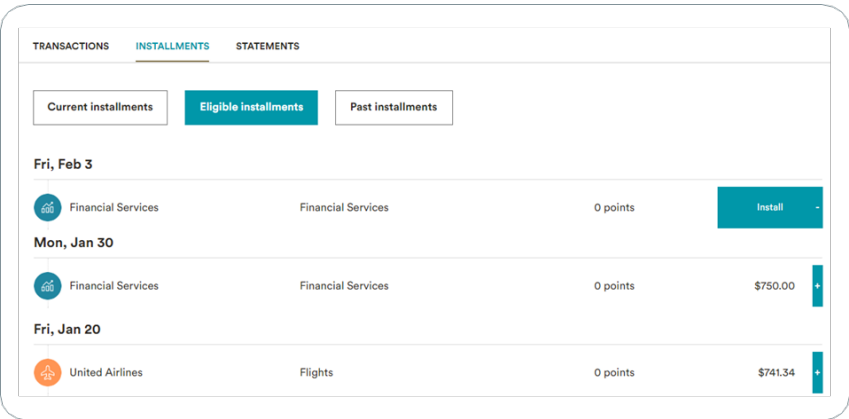 TRANSACTIONS INSTALLMENTS STATEMENTS
Current installments Eligible installments Past installments
Fri, Feb 3
Financial Services Financial Services 0 points Install -
Mon, Jan 30
Financial Services Financial Services 0 points $750.00 +
Fri, Jan 20
United Airlines Flights 0 points $741.34 +